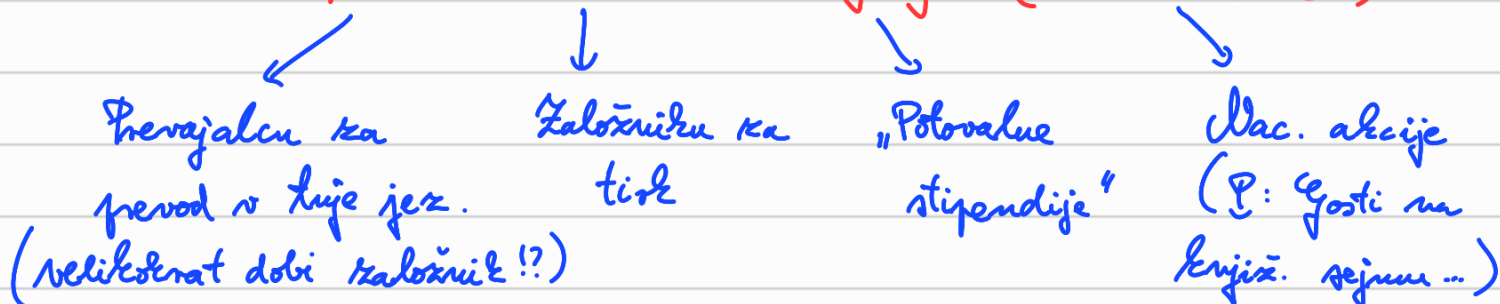 Prevajalcu za
prevod v tuje jez.
(velikokrat dobi založnik!?)
Založniku za
tisk
„Potovalne
štipendije“
Nac. akcije
(P: Gosti na
knjiž. sejmu ...)